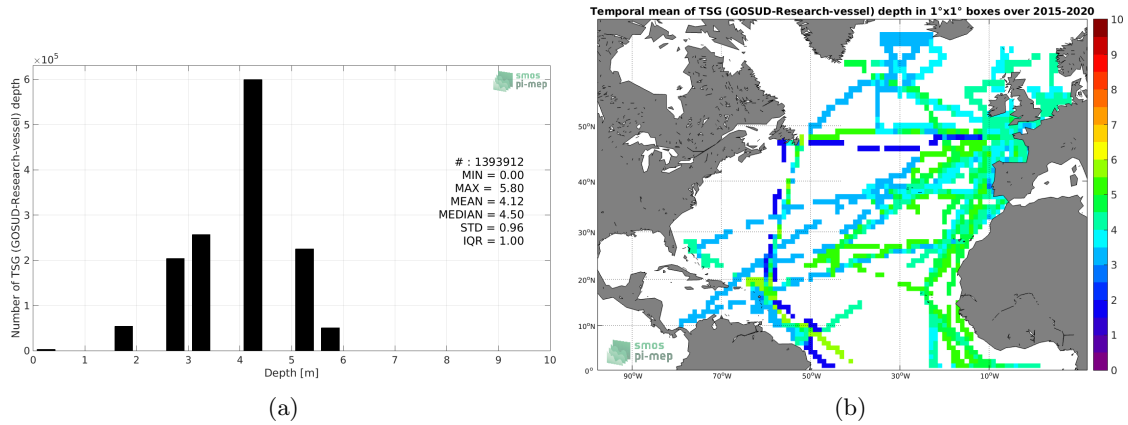 Temporal mean of TSG (GOSUD-Research-vessel) depth in 1°x1° boxes over 2015-2020
×10⁵
Number of TSG (GOSUD-Research-vessel) depth
6
5
4
3
2
1
0
smos
pi-mep
# : 1393912
MIN = 0.00
MAX = 5.80
MEAN = 4.12
MEDIAN = 4.50
STD = 0.96
IQR = 1.00
0 1 2 3 4 5 6 7 8 9 10
Depth [m]
(a)
50°N
40°N
30°N
20°N
10°N
0°
90°W 70°W 50°W 30°W 10°W
smos
pi-mep
10
9
8
7
6
5
4
3
2
1
0
(b)